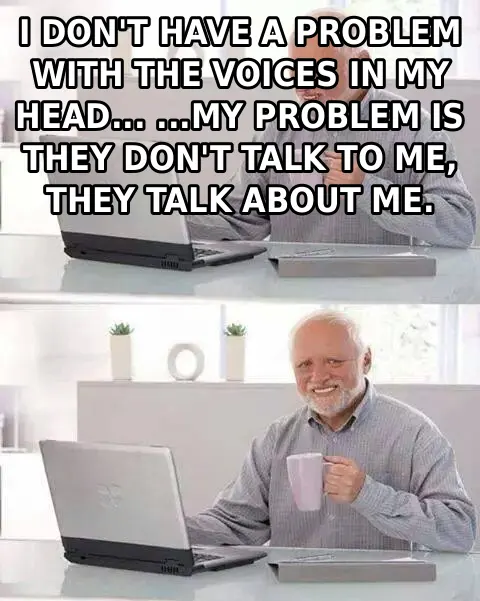 I DON'T HAVE A PROBLEM
WITH THE VOICES IN MY
HEAD... ...MY PROBLEM IS
THEY DON'T TALK TO ME,
THEY TALK ABOUT ME.